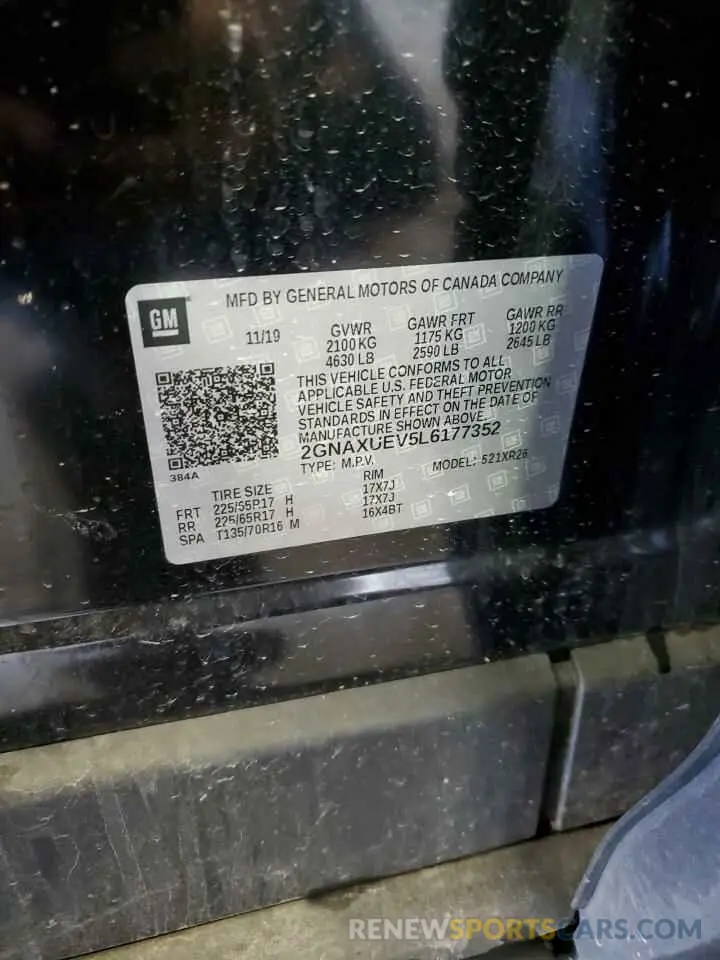 GM
MFD BY GENERAL MOTORS OF CANADA COMPANY
11/19
GVWR GAWR FRT GAWR RR
2100 KG 1175 KG 1200 KG
4630 LB 2590 LB 2645 LB
THIS VEHICLE CONFORMS TO ALL
APPLICABLE U.S. FEDERAL MOTOR
VEHICLE SAFETY AND THEFT PREVENTION
STANDARDS IN EFFECT ON THE DATE OF
MANUFACTURE SHOWN ABOVE.
2GNAXUEV5L6177352
TYPE: M.P.V. MODEL: 521XR26
384A
TIRE SIZE RIM
FRT 225/65R17 H 17X7J
RR 225/65R17 H 17X7J
SPA T135/70R16 M 16X4BT
RENEWSPORTSCARS.COM